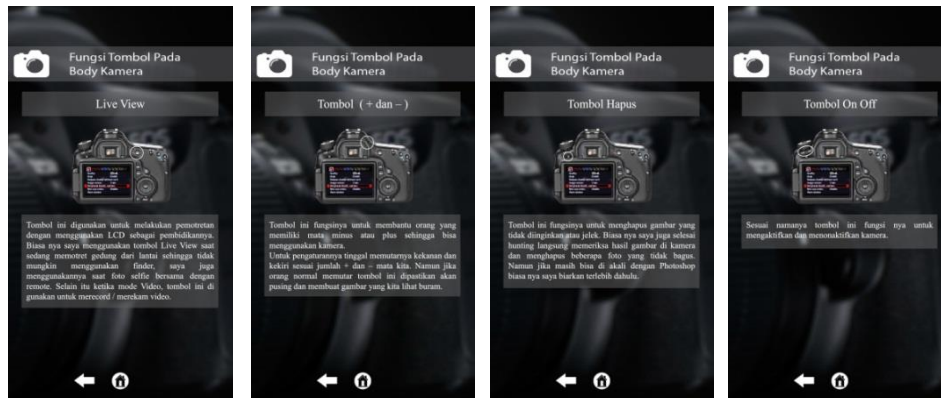 Fungsi Tombol Pada
Body Kamera
Live View
Tombol ini digunakan untuk melakukan pemotretan
dengan menggunakan LCD sebagai pembidikannya.
Biasa nya saya menggunakan tombol Live View saat
sedang memotret gedung dari lantai sehingga tidak
mungkin menggunakan finder, saya juga
menggunakannya saat foto selfie bersama dengan
remote. Selain itu ketika mode Video, tombol ini di
gunakan untuk merecord / merekam video.
Fungsi Tombol Pada
Body Kamera
Tombol ( + dan – )
Tombol ini fungsinya untuk membantu orang yang
memiliki mata minus atau plus sehingga bisa
menggunakan kamera.
Untuk pengaturannya tinggal memutarnya kekanan dan
kekiri sesuai jumlah + dan – mata kita. Namun jika
orang normal memutar tombol ini dipastikan akan
pusing dan membuat gambar yang kita lihat buram.
Fungsi Tombol Pada
Body Kamera
Tombol Hapus
Tombol ini fungsinya untuk menghapus gambar yang
tidak diinginkan atau jelek. Biasa nya saya juga selesai
hunting langsung memeriksa hasil gambar di kamera
dan menghapus beberapa foto yang tidak bagus.
Namun jika masih bisa di akali dengan Photoshop
biasa nya saya biarkan terlebih dahulu.
Fungsi Tombol Pada
Body Kamera
Tombol On Off
Sesuai namanya tombol ini fungsi nya untuk
mengaktifkan dan menonaktifkan kamera.